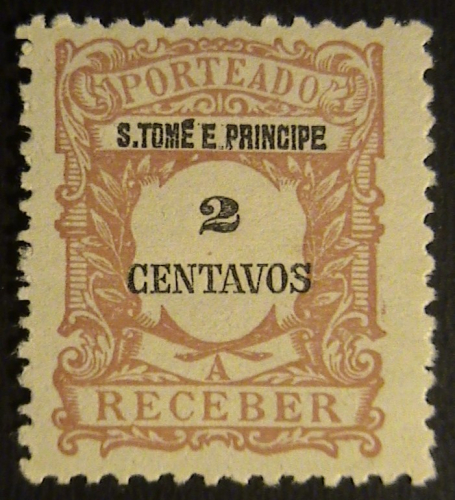 PORTEADO
S. TOMÉ E PRINCIPE
2
CENTAVOS
A
RECEBER